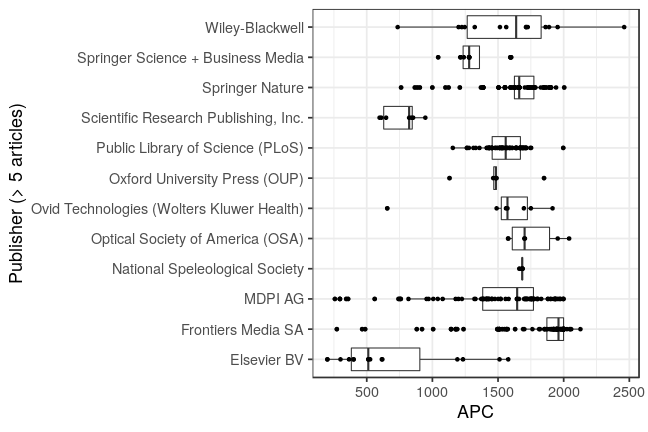 Publisher (> 5 articles)
Wiley-Blackwell
Springer Science + Business Media
Springer Nature
Scientific Research Publishing, Inc.
Public Library of Science (PLoS)
Oxford University Press (OUP)
Ovid Technologies (Wolters Kluwer Health)
Optical Society of America (OSA)
National Speleological Society
MDPI AG
Frontiers Media SA
Elsevier BV
500 1000 1500 2000 2500
APC